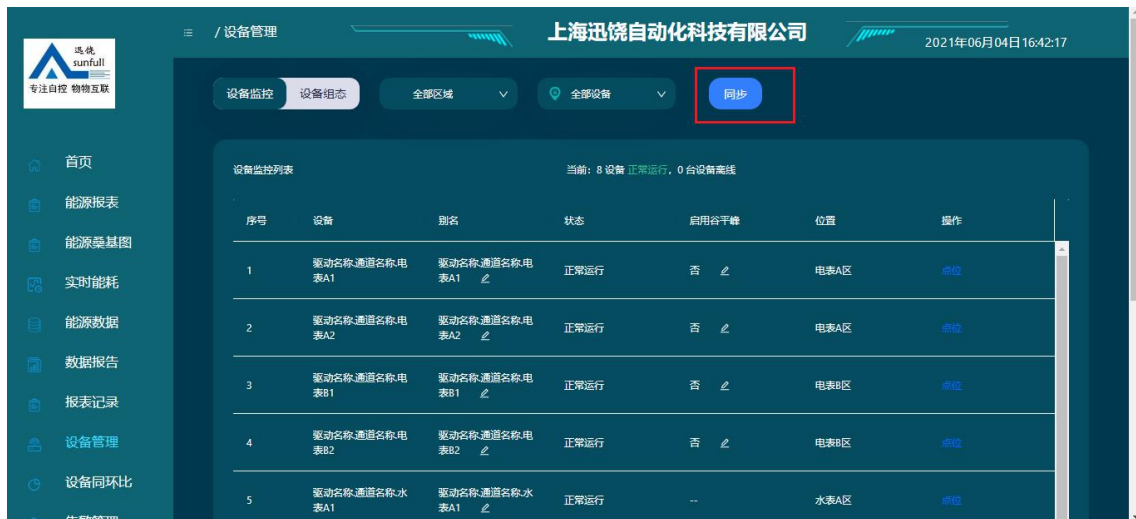 迅饶
sunfull
专注自控 物物互联
/ 设备管理
上海迅饶自动化科技有限公司
2021年06月04日16:42:17
设备监控 设备组态 全部区域 全部设备 同步
首页
能源报表
能源桑基图
实时能耗
能源数据
数据报告
报表记录
设备管理
设备同环比
告警管理
设备监控列表 当前: 8 设备 正常运行, 0 台设备离线
序号 设备 别名 状态 启用谷平峰 位置 操作
1 驱动名称.通道名称.电 驱动名称.通道名称.电 正常运行 否 电表A区 点位
表A1 表A1
2 驱动名称.通道名称.电 驱动名称.通道名称.电 正常运行 否 电表A区 点位
表A2 表A2
3 驱动名称.通道名称.电 驱动名称.通道名称.电 正常运行 否 电表B区 点位
表B1 表B1
4 驱动名称.通道名称.电 驱动名称.通道名称.电 正常运行 否 电表B区 点位
表B2 表B2
5 驱动名称.通道名称.水 驱动名称.通道名称.水 正常运行 -- 水表A区 点位
表A1 表A1